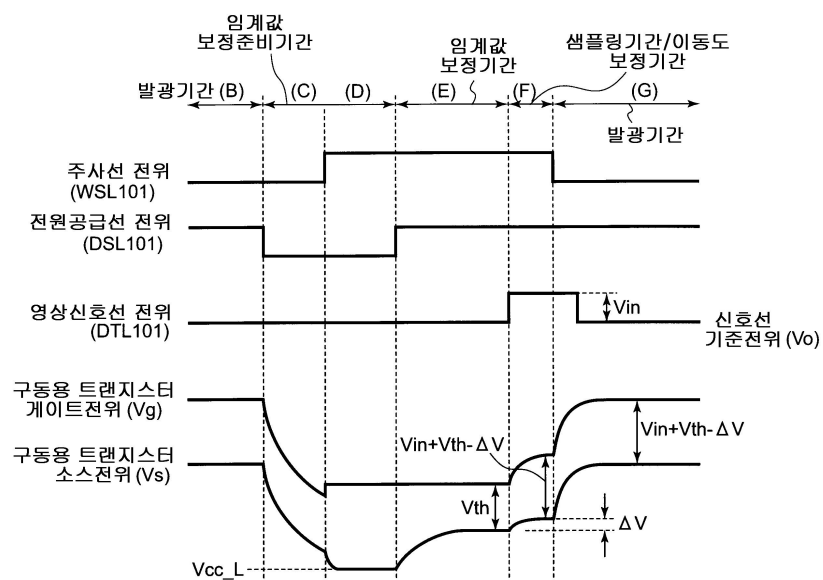 임계값
보정준비기간
임계값
보정기간
샘플링기간/이동도
보정기간
발광기간 (B)
(C)
(D)
(E)
(F)
(G)
발광기간
주사선 전위
(WSL101)
전원공급선 전위
(DSL101)
영상신호선 전위
(DTL101)
Vin
신호선
기준전위 (Vo)
구동용 트랜지스터
게이트전위 (Vg)
Vin+Vth-ΔV
Vin+Vth-ΔV
구동용 트랜지스터
소스전위 (Vs)
Vth
ΔV
Vcc_L